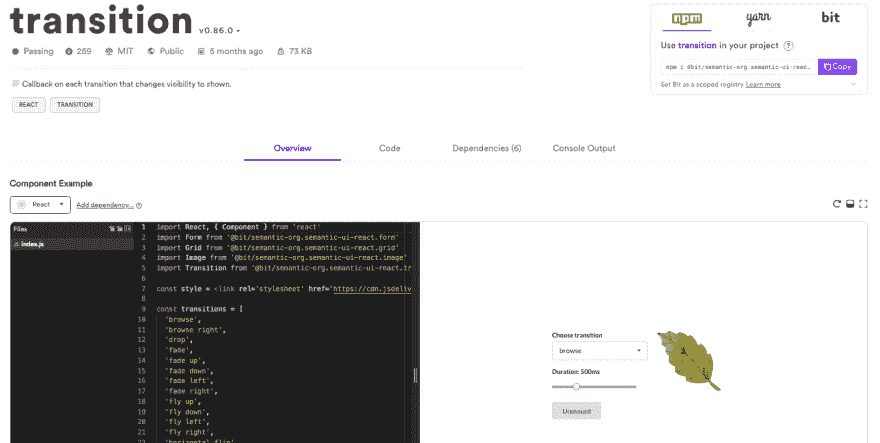 transition v0.86.0
Passing 259 MIT Public 5 months ago 73 KB
Callback on each transition that changes visibility to shown.
REACT TRANSITION
npm yarn bit
Use transition in your project ?
npm i @bit/semantic-org.semantic-ui-reac... Copy
Set Bit as a scoped registry Learn more
Overview Code Dependencies (6) Console Output
Component Example
React Add dependency...
Files
index.js
1 import React, { Component } from 'react'
2 import Form from '@bit/semantic-org.semantic-ui-react.form'
3 import Grid from '@bit/semantic-org.semantic-ui-react.grid'
4 import Image from '@bit/semantic-org.semantic-ui-react.image'
5 import Transition from '@bit/semantic-org.semantic-ui-react.tr
6
7 const style = <link rel='stylesheet' href='https://cdn.jsdeliv
8
9 const transitions = [
10 'browse',
11 'browse right',
12 'drop',
13 'fade',
14 'fade up',
15 'fade down',
16 'fade left',
17 'fade right',
18 'fly up',
19 'fly down',
20 'fly left',
21 'fly right',
22 'horizontal flip'
Choose transition
browse
Duration: 500ms
Unmount